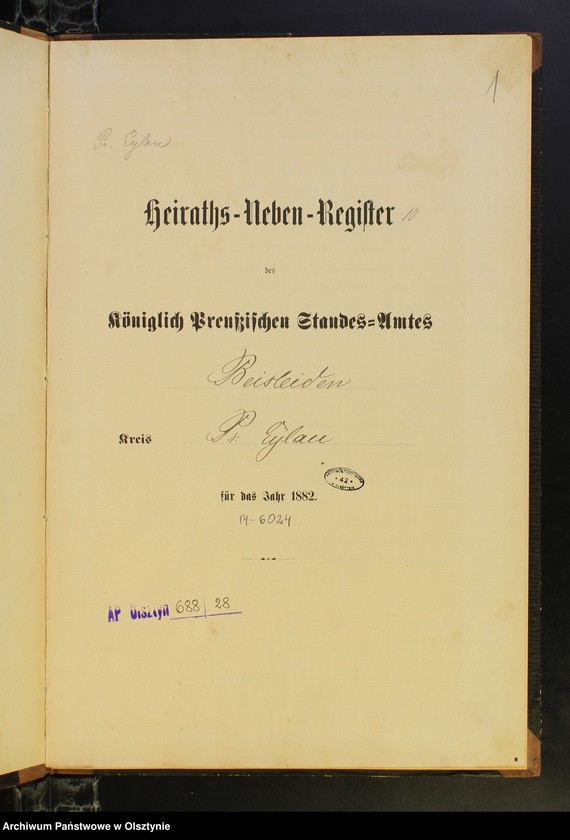 1
Pr. Eylau
Heiraths-Neben-Register 10
des
Königlich Preußischen Standes=Amtes
Beisleiden
Kreis Pr. Eylau
42
für das Jahr 1882.
M-6024
AP Olsztyn 688 / 28
Archiwum Państwowe w Olsztynie